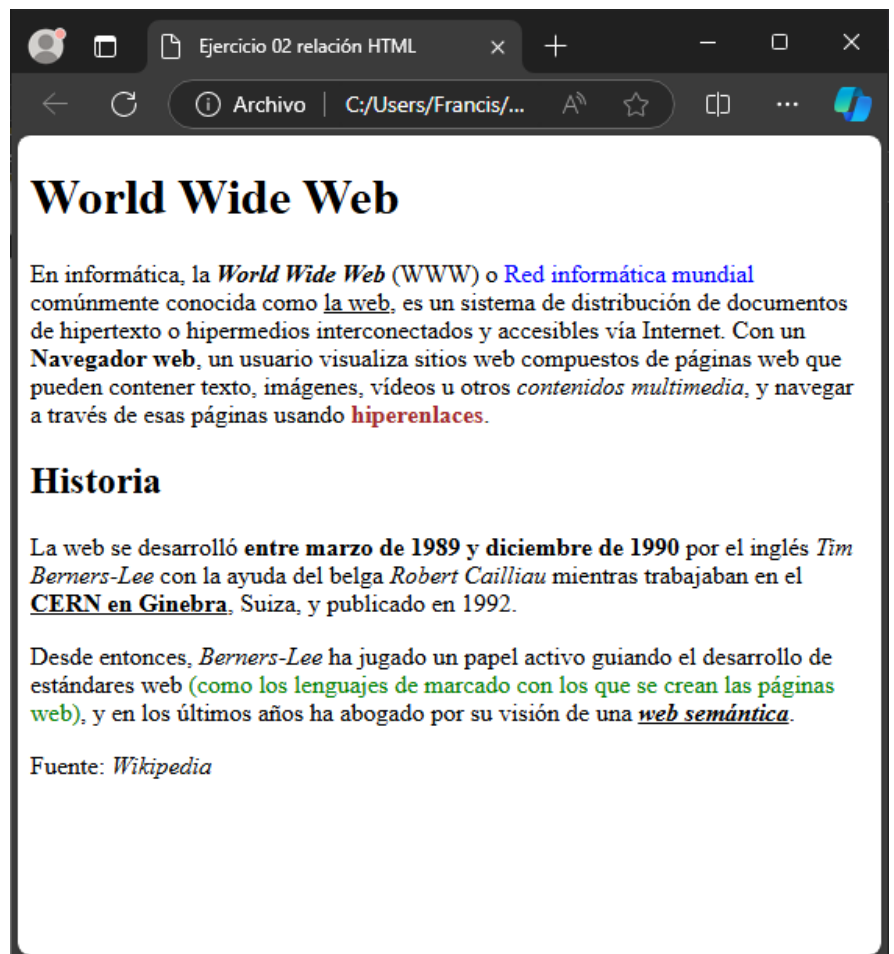 Ejercicio 02 relación HTML
Archivo | C:/Users/Francis/...
World Wide Web
En informática, la World Wide Web (WWW) o Red informática mundial
comúnmente conocida como la web, es un sistema de distribución de documentos
de hipertexto o hipermedios interconectados y accesibles vía Internet. Con un
Navegador web, un usuario visualiza sitios web compuestos de páginas web que
pueden contener texto, imágenes, vídeos u otros contenidos multimedia, y navegar
a través de esas páginas usando hiperenlaces.
Historia
La web se desarrolló entre marzo de 1989 y diciembre de 1990 por el inglés Tim
Berners-Lee con la ayuda del belga Robert Cailliau mientras trabajaban en el
CERN en Ginebra, Suiza, y publicado en 1992.
Desde entonces, Berners-Lee ha jugado un papel activo guiando el desarrollo de
estándares web (como los lenguajes de marcado con los que se crean las páginas
web), y en los últimos años ha abogado por su visión de una web semántica.
Fuente: Wikipedia